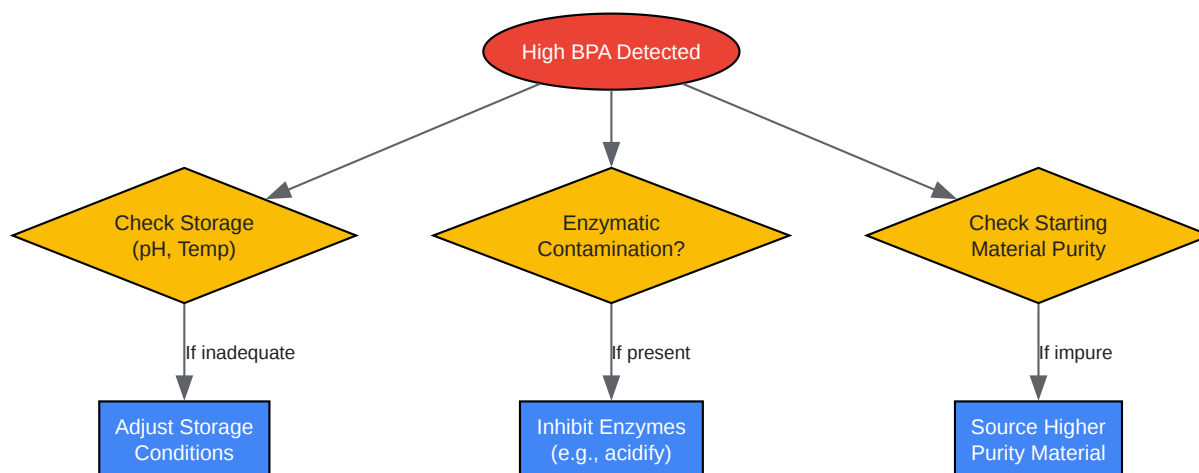 High BPA Detected
Check Storage
(pH, Temp)
Enzymatic
Contamination?
Check Starting
Material Purity
If inadequate
If present
If impure
Adjust Storage
Conditions
Inhibit Enzymes
(e.g., acidify)
Source Higher
Purity Material